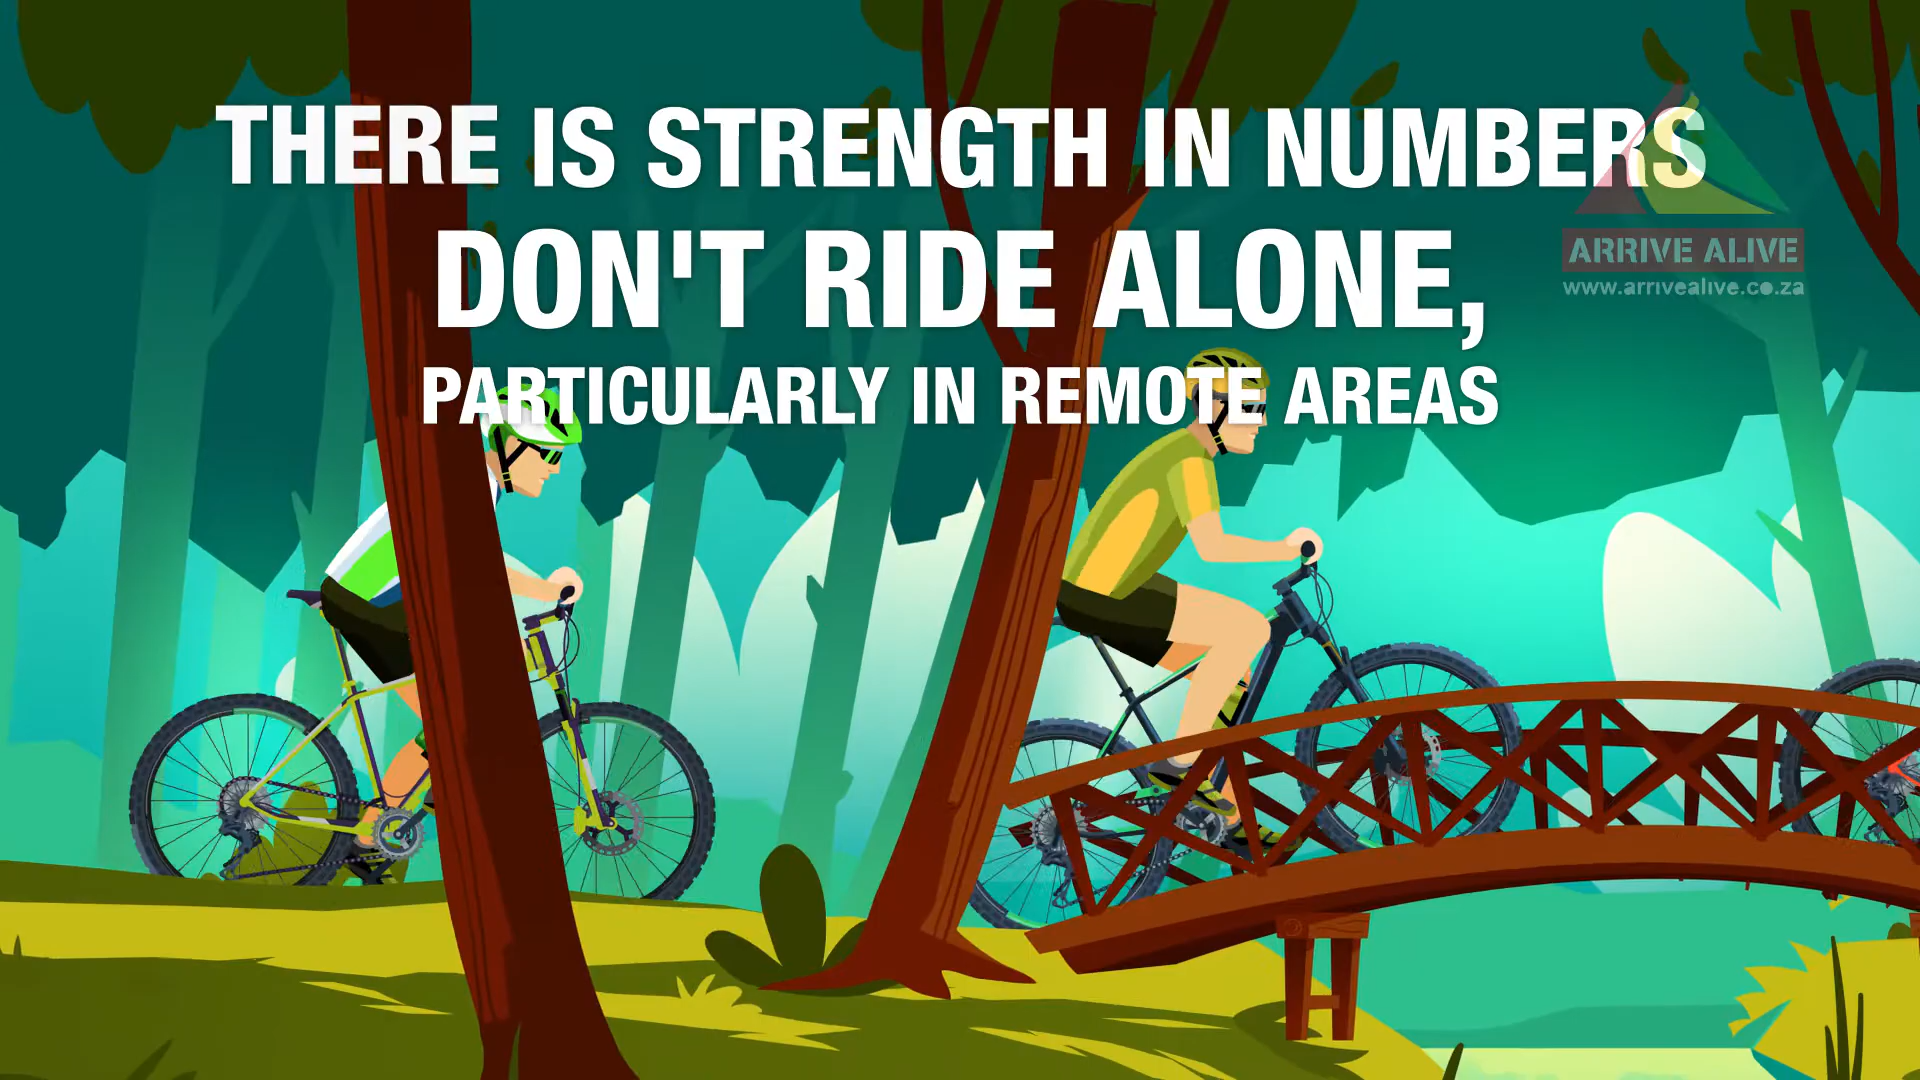 THERE IS STRENGTH IN NUMBERS
DON'T RIDE ALONE,
PARTICULARLY IN REMOTE AREAS
ARRIVE ALIVE
www.arrivealive.co.za